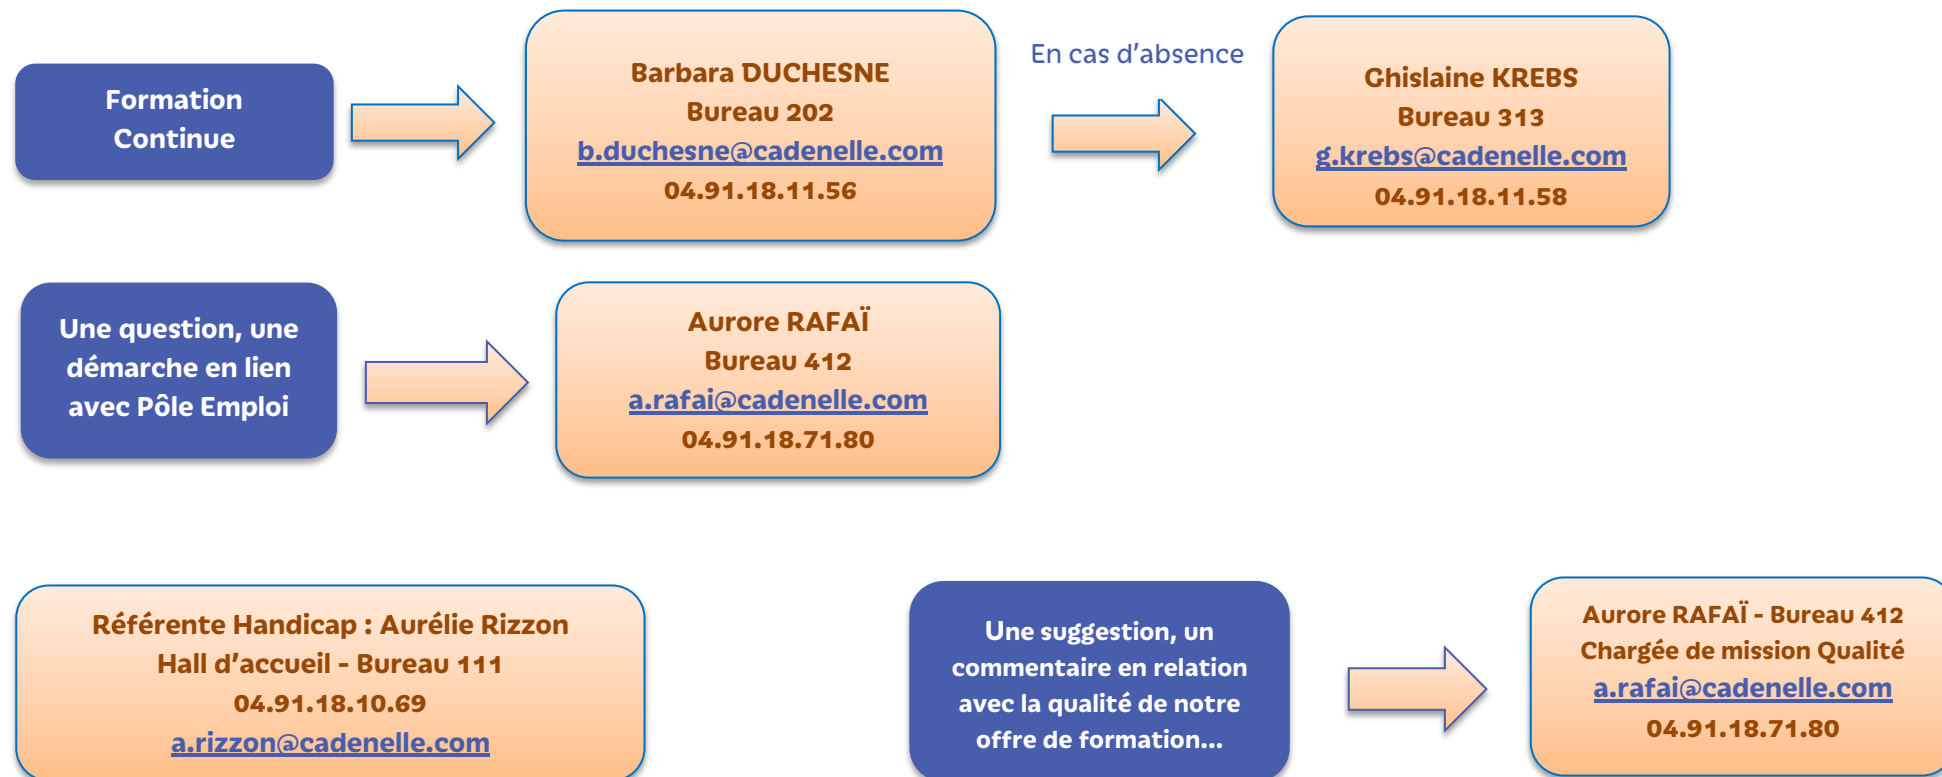 Formation
Continue
Barbara DUCHESNE
Bureau 202
b.duchesne@cadenelle.com
04.91.18.11.56
En cas d'absence
Ghislaine KREBS
Bureau 313
g.krebs@cadenelle.com
04.91.18.11.58
Une question, une
démarche en lien
avec Pôle Emploi
Aurore RAFAÏ
Bureau 412
a.rafai@cadenelle.com
04.91.18.71.80
Référente Handicap : Aurélie Rizzon
Hall d'accueil - Bureau 111
04.91.18.10.69
a.rizzon@cadenelle.com
Une suggestion, un
commentaire en relation
avec la qualité de notre
offre de formation...
Aurore RAFAÏ - Bureau 412
Chargée de mission Qualité
a.rafai@cadenelle.com
04.91.18.71.80